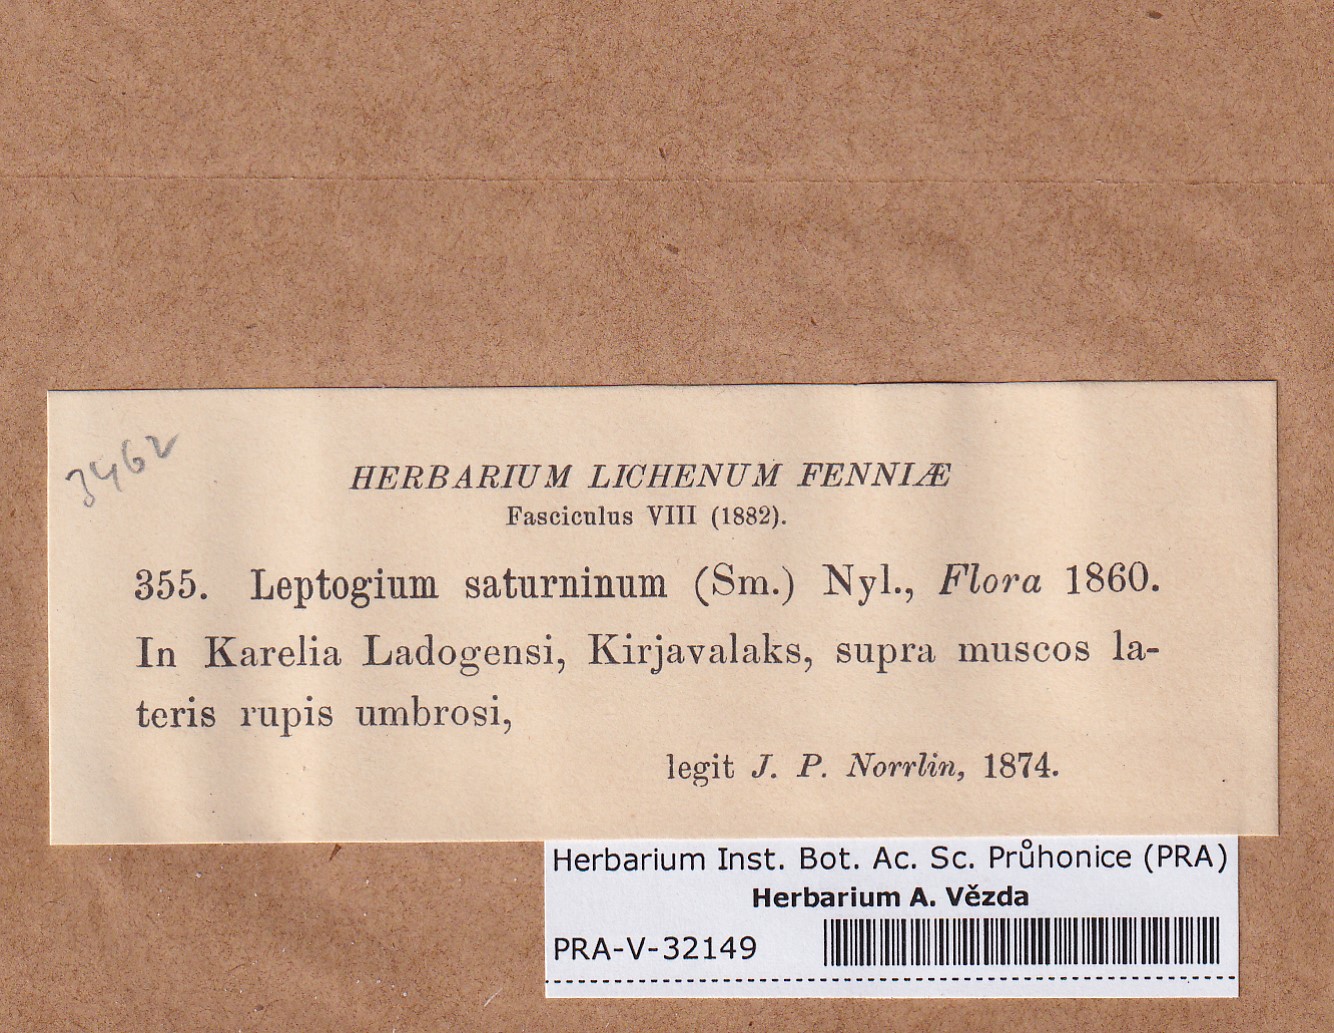 3462
HERBARIUM LICHENUM FENNIÆ
Fasciculus VIII (1882).
355. Leptogium saturninum (Sm.) Nyl., Flora 1860.
In Karelia Ladogensi, Kirjavalaks, supra muscos la-
teris rupis umbrosi,
legit J. P. Norrlin, 1874.
Herbarium Inst. Bot. Ac. Sc. Průhonice (PRA)
Herbarium A. Vězda
PRA-V-32149